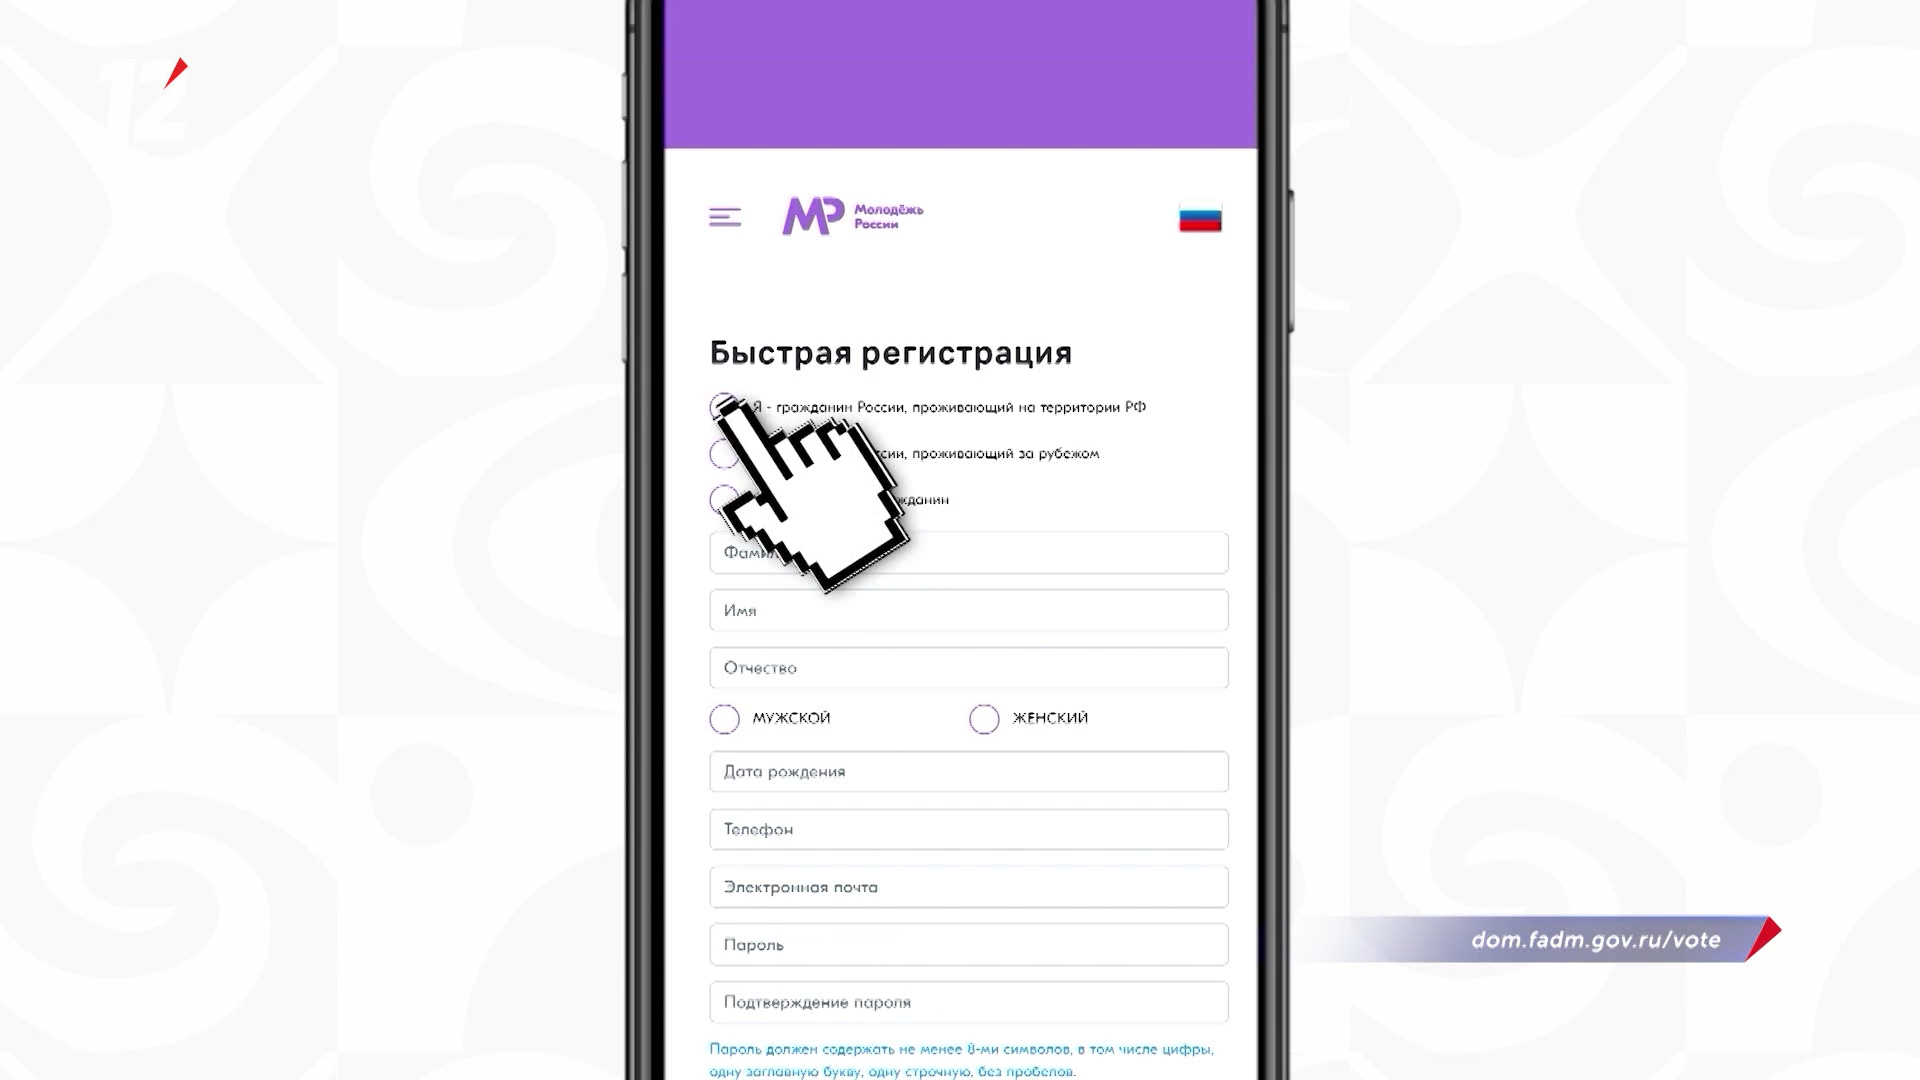 12
МР Молодёжь
России
Быстрая регистрация
Я - гражданин России, проживающий на территории РФ
проживающий за рубежом
Имя
Отчество
МУЖСКОЙ ЖЕНСКИЙ
Дата рождения
Телефон
Электронная почта
Пароль
dom.fadm.gov.ru/vote
Подтверждение пароля
Пароль должен содержать не менее 8-ми символов, в том числе цифры,
одну заглавную букву, одну строчную, без пробелов.